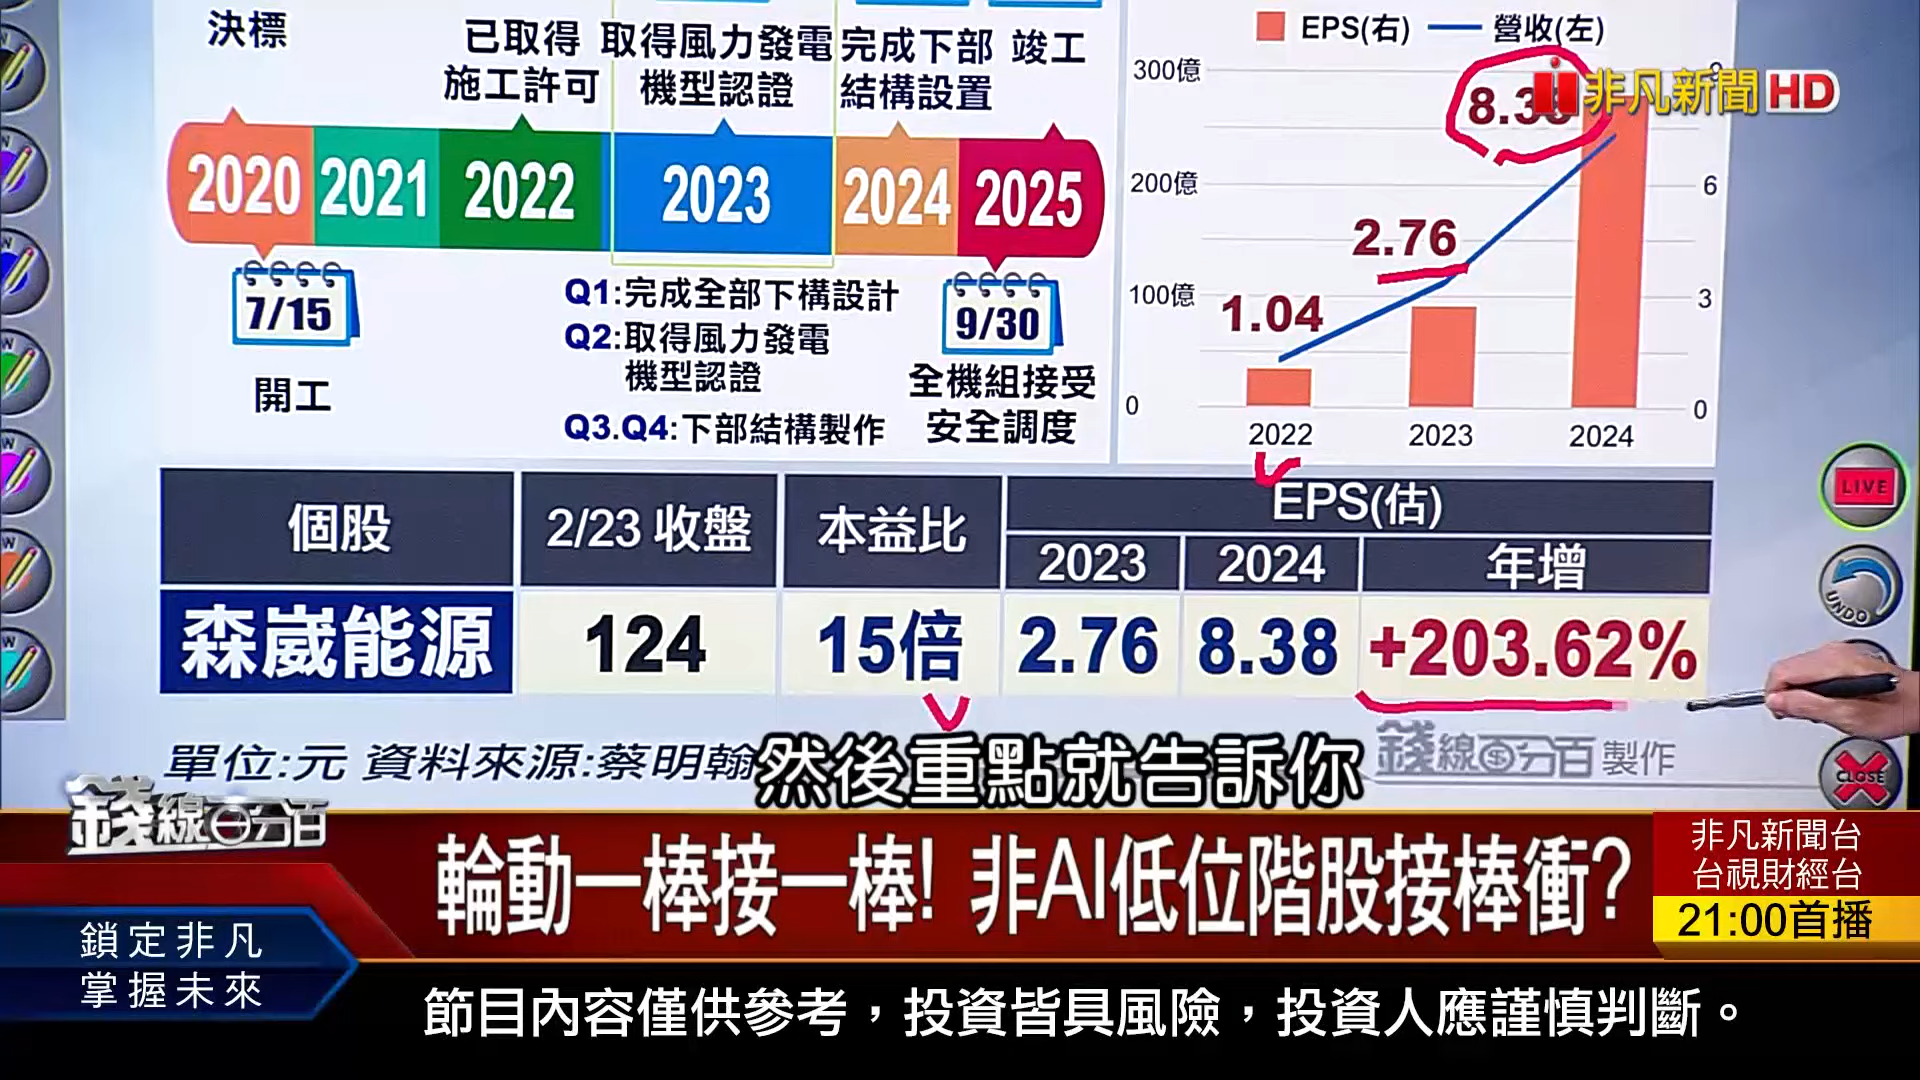 決標
已取得
施工許可
取得風力發電
機型認證
完成下部
結構設置
竣工
2020
2021
2022
2023
2024
2025
7/15
開工
Q1:完成全部下構設計
Q2:取得風力發電
機型認證
Q3.Q4:下部結構製作
9/30
全機組接受
安全調度
EPS(右)
營收(左)
300億
200億
100億
0
6
3
0
1.04
2.76
8.38
2022
2023
2024
非凡新聞HD
個股
2/23 收盤
本益比
EPS(估)
2023
2024
年增
森崴能源
124
15倍
2.76
8.38
+203.62%
單位:元 資料來源:蔡明翰
錢線百分百 製作
然後重點就告訴你
LIVE
UNDO
CLOSE
錢線百分百
輪動一棒接一棒! 非AI低位階股接棒衝?
非凡新聞台
台視財經台
21:00首播
鎖定非凡
掌握未來
節目內容僅供參考，投資皆具風險，投資人應謹慎判斷。